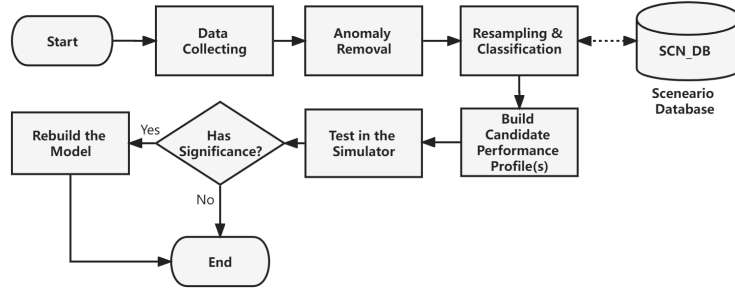 Start
Data
Collecting
Anomaly
Removal
Resampling &
Classification
SCN_DB
Sceneario
Database
Rebuild the
Model
Yes
Has
Significance?
No
Test in the
Simulator
Build
Candidate
Performance
Profile(s)
End